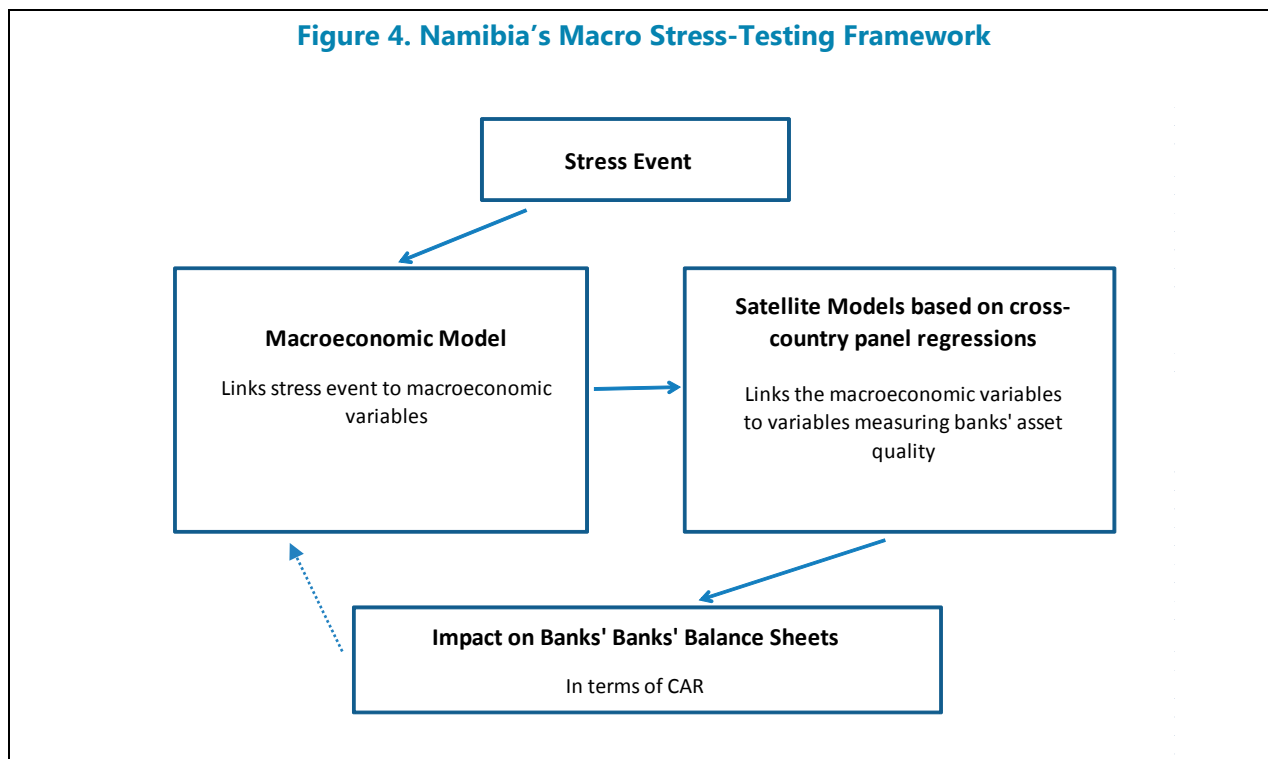 Figure 4. Namibia’s Macro Stress-Testing Framework
Stress Event
Macroeconomic Model
Links stress event to macroeconomic
variables
Satellite Models based on cross-
country panel regressions
Links the macroeconomic variables
to variables measuring banks' asset
quality
Impact on Banks' Banks' Balance Sheets
In terms of CAR